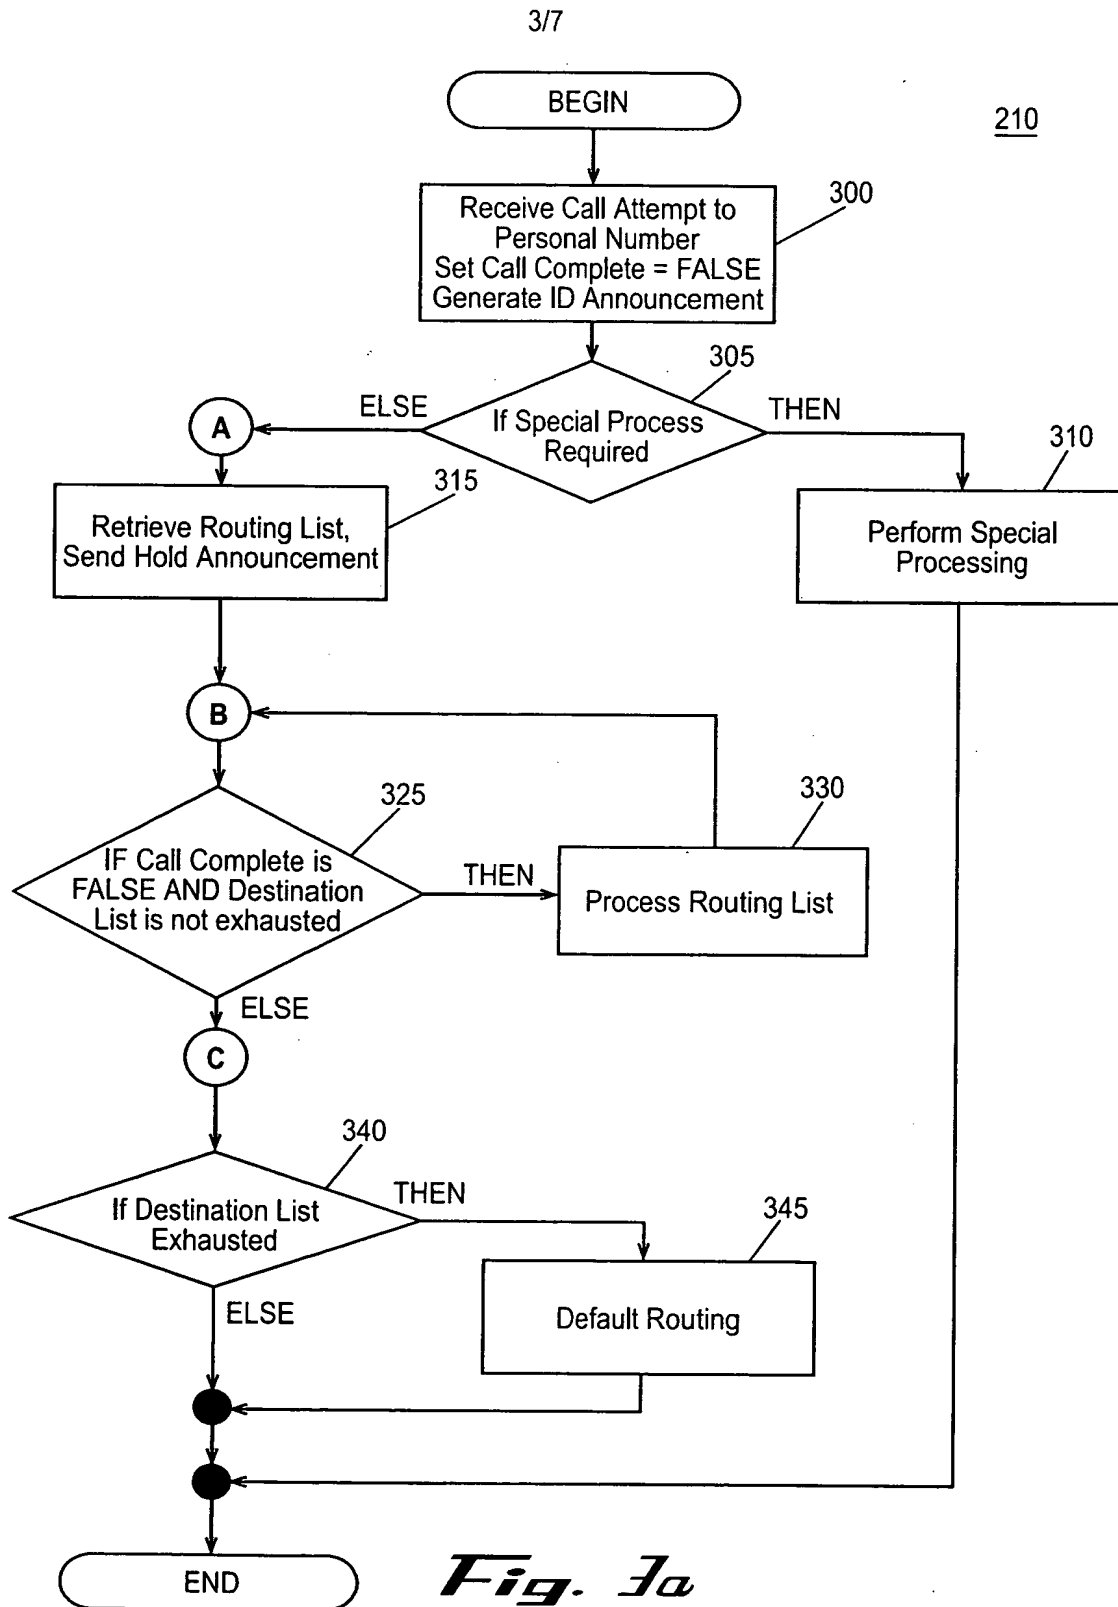 3/7
BEGIN
210
300
Receive Call Attempt to
Personal Number
Set Call Complete = FALSE
Generate ID Announcement
305
ELSE
THEN
If Special Process
Required
A
310
315
Retrieve Routing List,
Send Hold Announcement
Perform Special
Processing
B
325
330
IF Call Complete is
FALSE AND Destination
List is not exhausted
THEN
Process Routing List
ELSE
C
340
THEN
If Destination List
Exhausted
345
ELSE
Default Routing
END
Fig. 3a